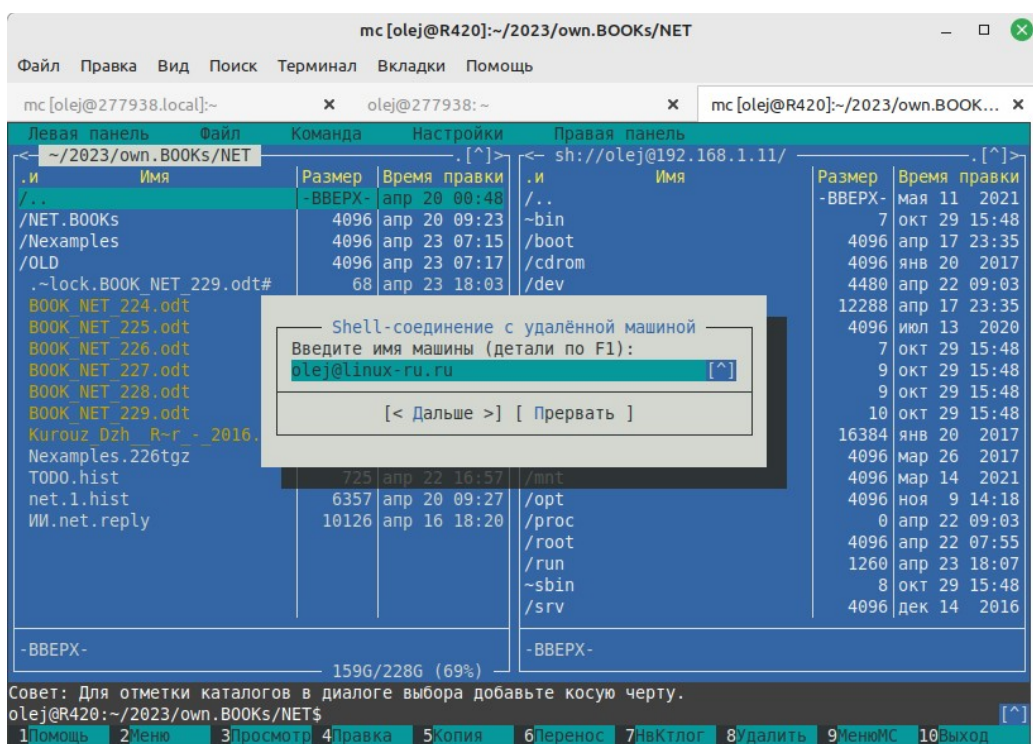 mc [olej@R420]:~/2023/own.BOOKs/NET
Файл Правка Вид Поиск Терминал Вкладки Помощь
mc [olej@277938.local]:~ × olej@277938: ~ × mc [olej@R420]:~/2023/own.BOOK... ×
Левая панель Файл Команда Настройки Правая панель
<─ ~/2023/own.BOOKs/NET ─.[^]> <─ sh://olej@192.168.1.11/ ─.[^]>
.и Имя Размер Время правки .и Имя Размер Время правки
/.. -ВВЕРХ- апр 20 00:48 /.. -ВВЕРХ- мая 11 2021
/NET.BOOKs 4096 апр 20 09:23 ~bin 7 окт 29 15:48
/Nexamples 4096 апр 23 07:15 /boot 4096 апр 17 23:35
/OLD 4096 апр 23 07:17 /cdrom 4096 янв 20 2017
.~lock.BOOK_NET_229.odt# 68 апр 23 18:03 /dev 4480 апр 22 09:03
BOOK_NET_224.odt 12288 апр 17 23:35
BOOK_NET_225.odt Shell-соединение с удалённой машиной 4096 июл 13 2020
BOOK_NET_226.odt Введите имя машины (детали по F1): 7 окт 29 15:48
BOOK_NET_227.odt olej@linux-ru.ru [^] 9 окт 29 15:48
BOOK_NET_228.odt 9 окт 29 15:48
BOOK_NET_229.odt [< Дальше >] [ Прервать ] 10 окт 29 15:48
Kurouz_Dzh__R~r_-_2016. 16384 янв 20 2017
Nexamples.226tgz 4096 мар 26 2017
TODO.hist 725 апр 22 16:57 /mnt 4096 мар 14 2021
net.1.hist 6357 апр 20 09:27 /opt 4096 ноя 9 14:18
ИИ.net.reply 10126 апр 16 18:20 /proc 0 апр 22 09:03
/root 4096 апр 22 07:55
/run 1260 апр 23 18:07
~sbin 8 окт 29 15:48
/srv 4096 дек 14 2016
-ВВЕРХ- -ВВЕРХ-
159G/228G (69%)
Совет: Для отметки каталогов в диалоге выбора добавьте косую черту.
olej@R420:~/2023/own.BOOKs/NET$ [^]
1Помощь 2Меню 3Просмотр 4Правка 5Копия 6Перенос 7НвКтлог 8Удалить 9МенюMC 10Выход